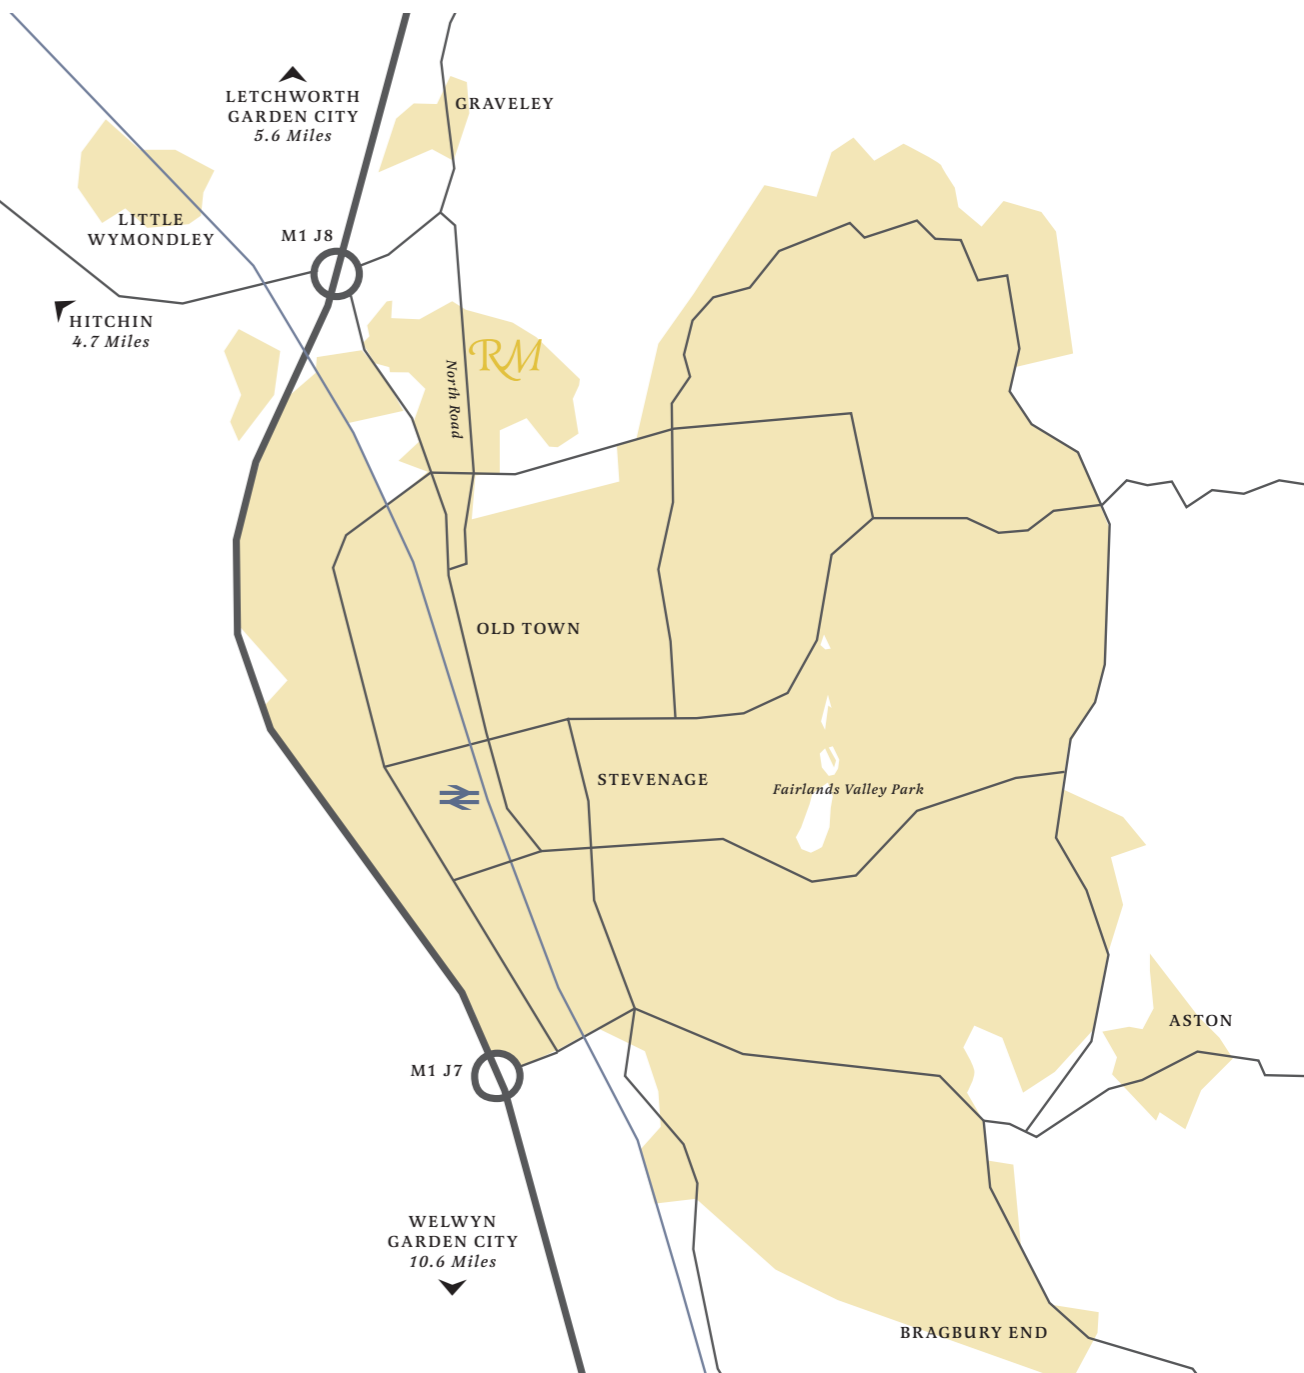 LETCHWORTH
GARDEN CITY
5.6 Miles
GRAVELEY
LITTLE
WYMONDLEY
M1 J8
HITCHIN
4.7 Miles
RM
North Road
OLD TOWN
STEVENAGE
Fairlands Valley Park
ASTON
M1 J7
WELWYN
GARDEN CITY
10.6 Miles
BRAGBURY END